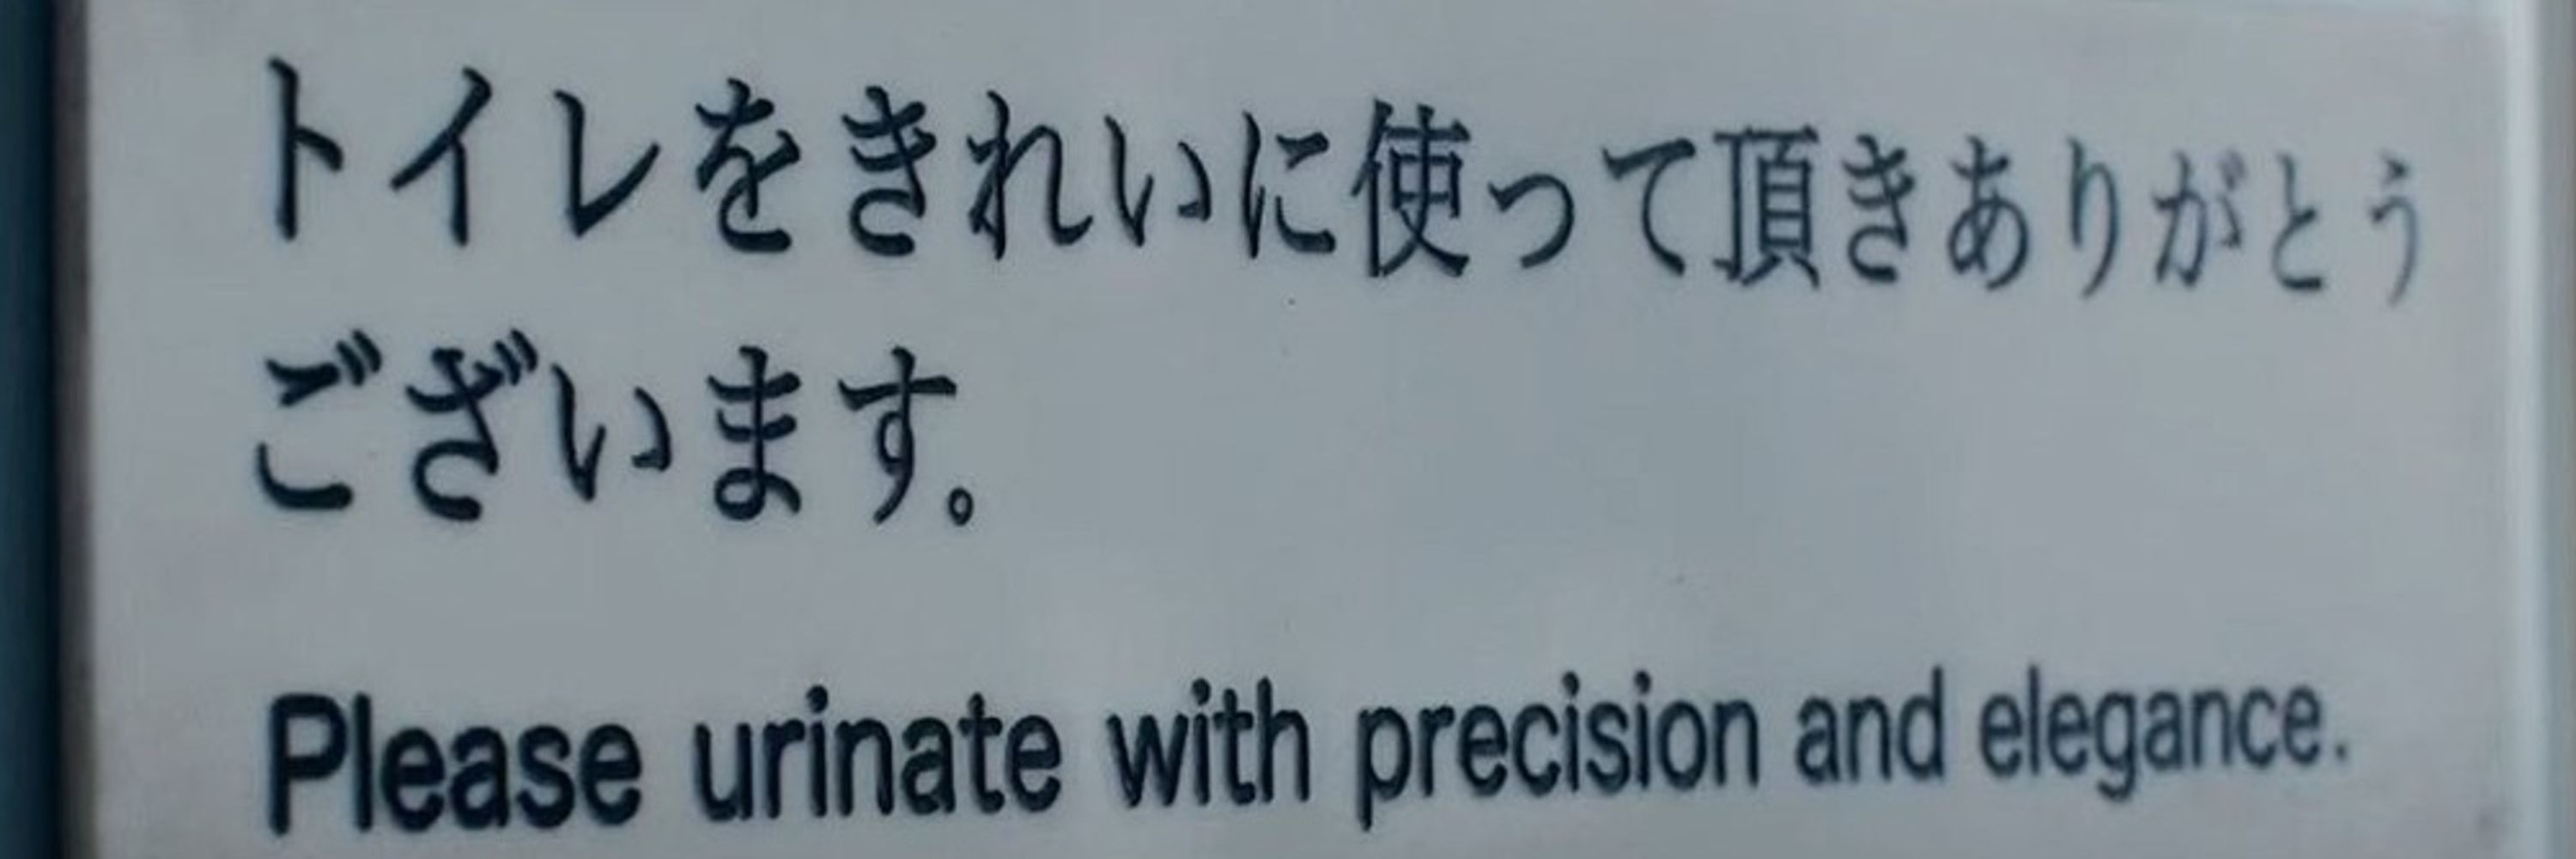 トイレをきれいに使って頂きありがとう
ございます。
Please urinate with precision and elegance.